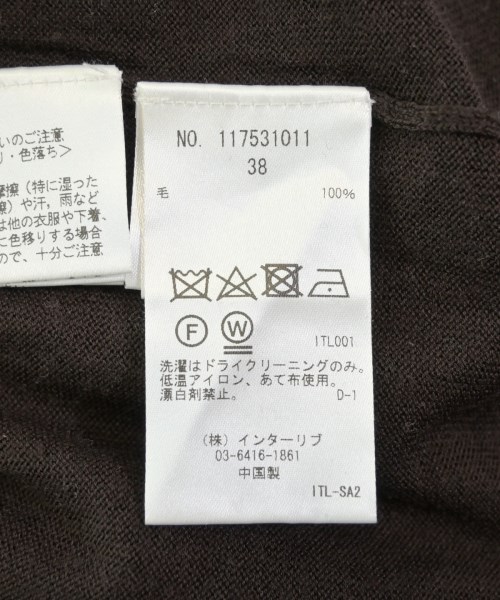 いのご注意
り・色落ち>
摩擦(特に湿った
擦)や汗,雨など
は他の衣服や下着、
に色移りする場合
ので、十分ご注意
NO. 117531011
38
毛 100%
F W
ITL001
洗濯はドライクリーニングのみ。
低温アイロン、あて布使用。
漂白剤禁止。 D-1
(株)インターリブ
03-6416-1861
中国製
ITL-SA2